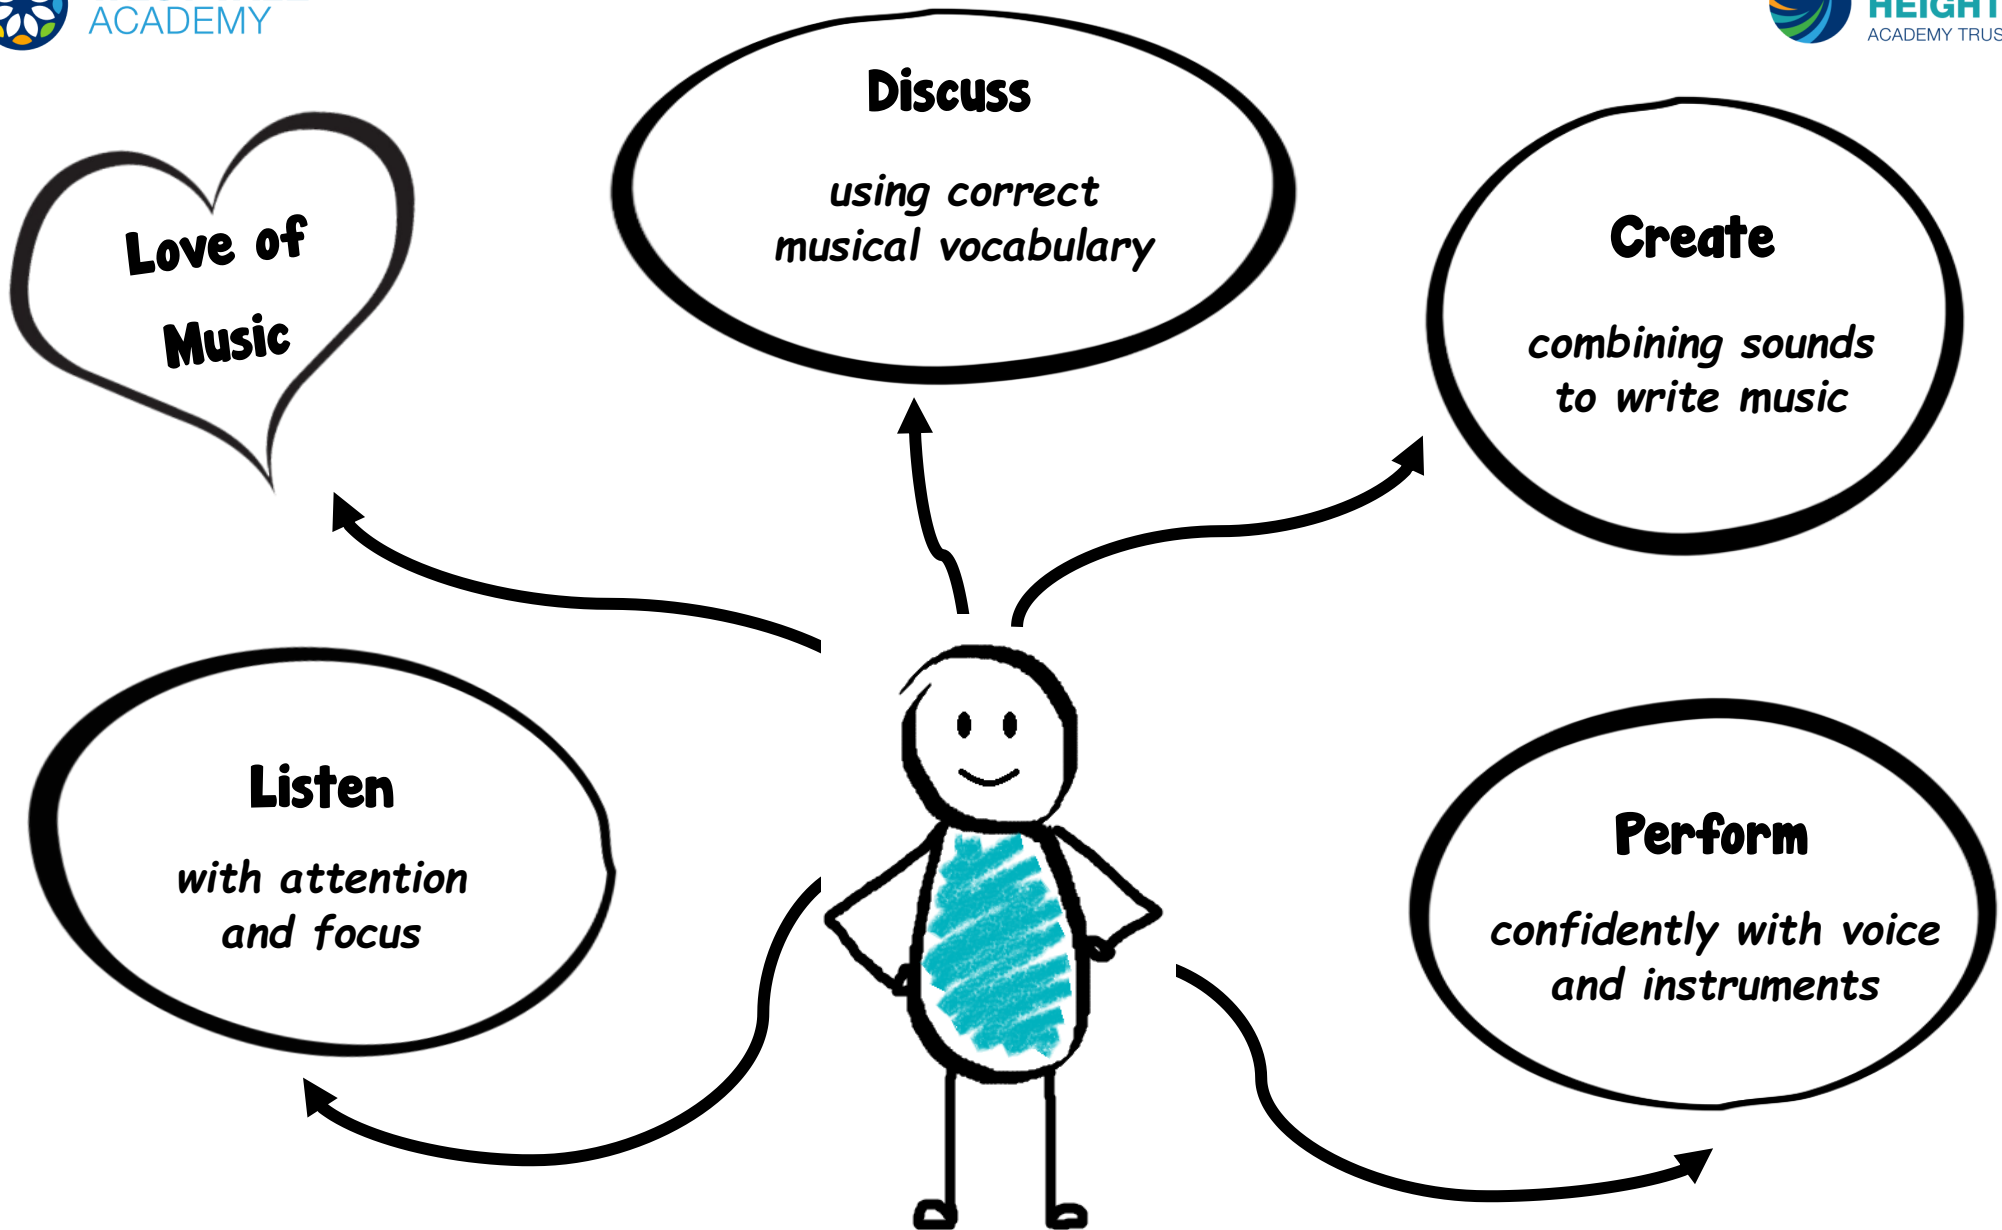 ACADEMY
HEIGHT
ACADEMY TRUS
Discuss
using correct
musical vocabulary
Love of
Music
Create
combining sounds
to write music
Listen
with attention
and focus
Perform
confidently with voice
and instruments